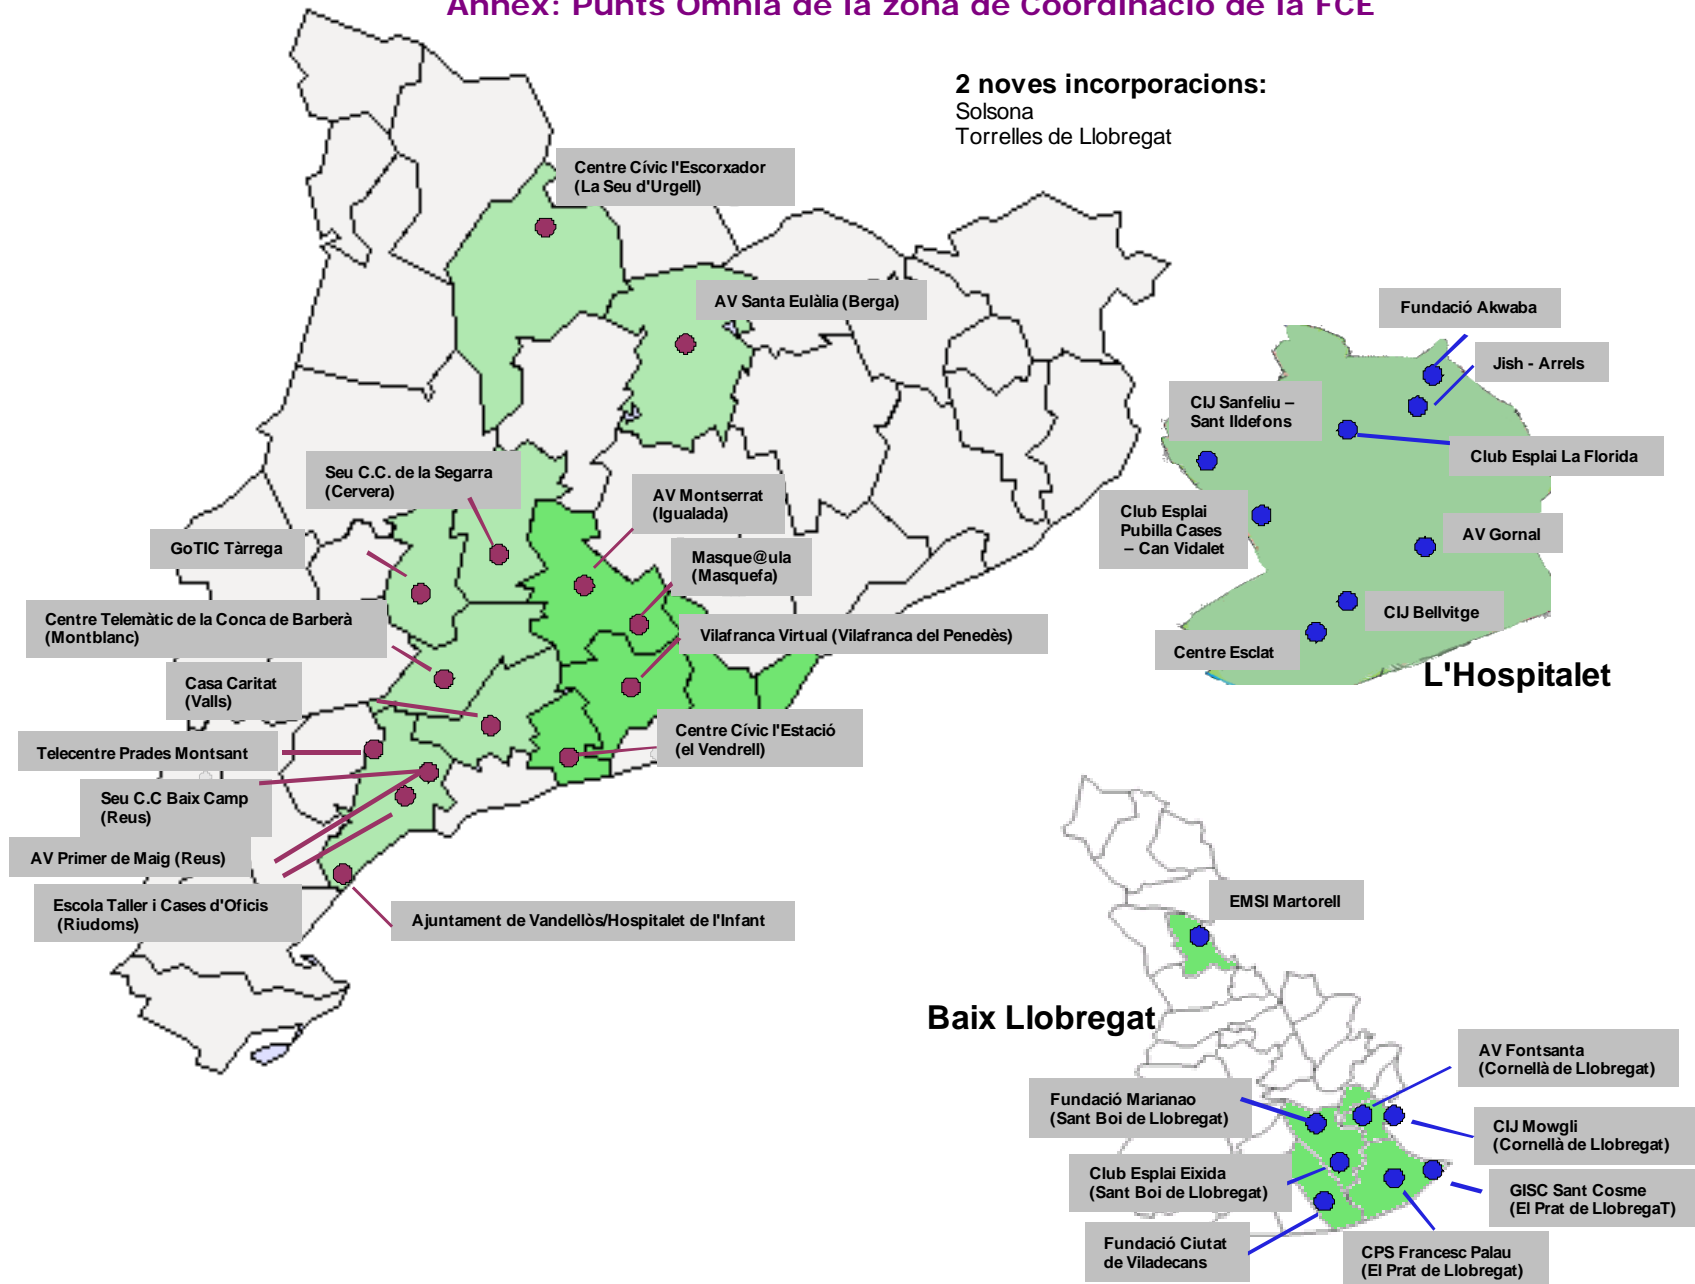 Annex: Punts Òmnia de la zona de Coordinació de la FCE
2 noves incorporacions:
Solsona
Torrelles de Llobregat
Centre Cívic l'Escorxador
(La Seu d'Urgell)
AV Santa Eulàlia (Berga)
Seu C.C. de la Segarra
(Cervera)
AV Montserrat
(Igualada)
GoTIC Tàrrega
Masque@ula
(Masquefa)
Centre Telemàtic de la Conca de Barberà
(Montblanc)
Vilafranca Virtual (Vilafranca del Penedès)
Casa Caritat
(Valls)
Centre Cívic l'Estació
(el Vendrell)
Telecentre Prades Montsant
Seu C.C Baix Camp
(Reus)
AV Primer de Maig (Reus)
Escola Taller i Cases d'Oficis
(Riudoms)
Ajuntament de Vandellòs/Hospitalet de l'Infant
Fundació Akwaba
Jish - Arrels
CIJ Sanfeliu –
Sant Ildefons
Club Esplai La Florida
Club Esplai
Pubilla Cases
– Can Vidalet
AV Gornal
CIJ Bellvitge
Centre Esclat
L'Hospitalet
EMSI Martorell
Baix Llobregat
AV Fontsanta
(Cornellà de Llobregat)
Fundació Marianao
(Sant Boi de Llobregat)
CIJ Mowgli
(Cornellà de Llobregat)
Club Esplai Eixida
(Sant Boi de Llobregat)
GISC Sant Cosme
(El Prat de LlobregaT)
Fundació Ciutat
de Viladecans
CPS Francesc Palau
(El Prat de Llobregat)